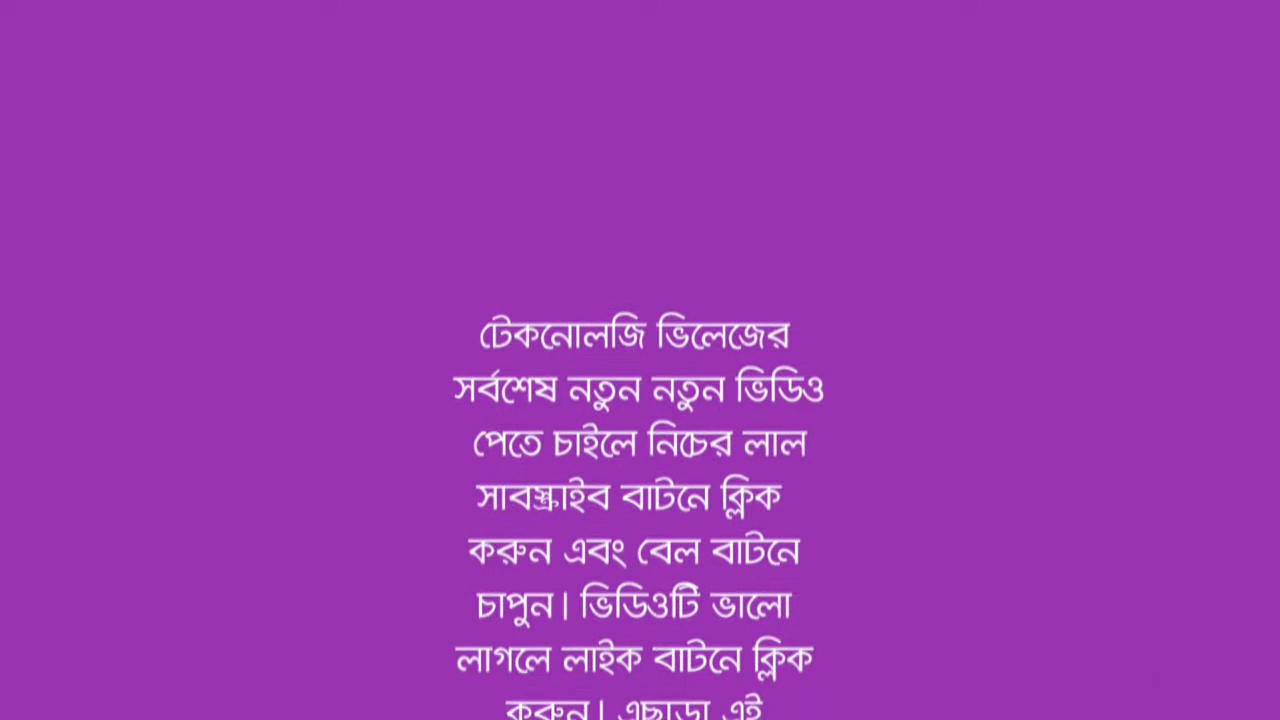 টেকনোলজি ভিলেজের
সর্বশেষ নতুন নতুন ভিডিও
পেতে চাইলে নিচের লাল
সাবস্ক্রাইব বাটনে ক্লিক
করুন এবং বেল বাটনে
চাপুন। ভিডিওটি ভালো
লাগলে লাইক বাটনে ক্লিক
করুন। এছাড়া এই